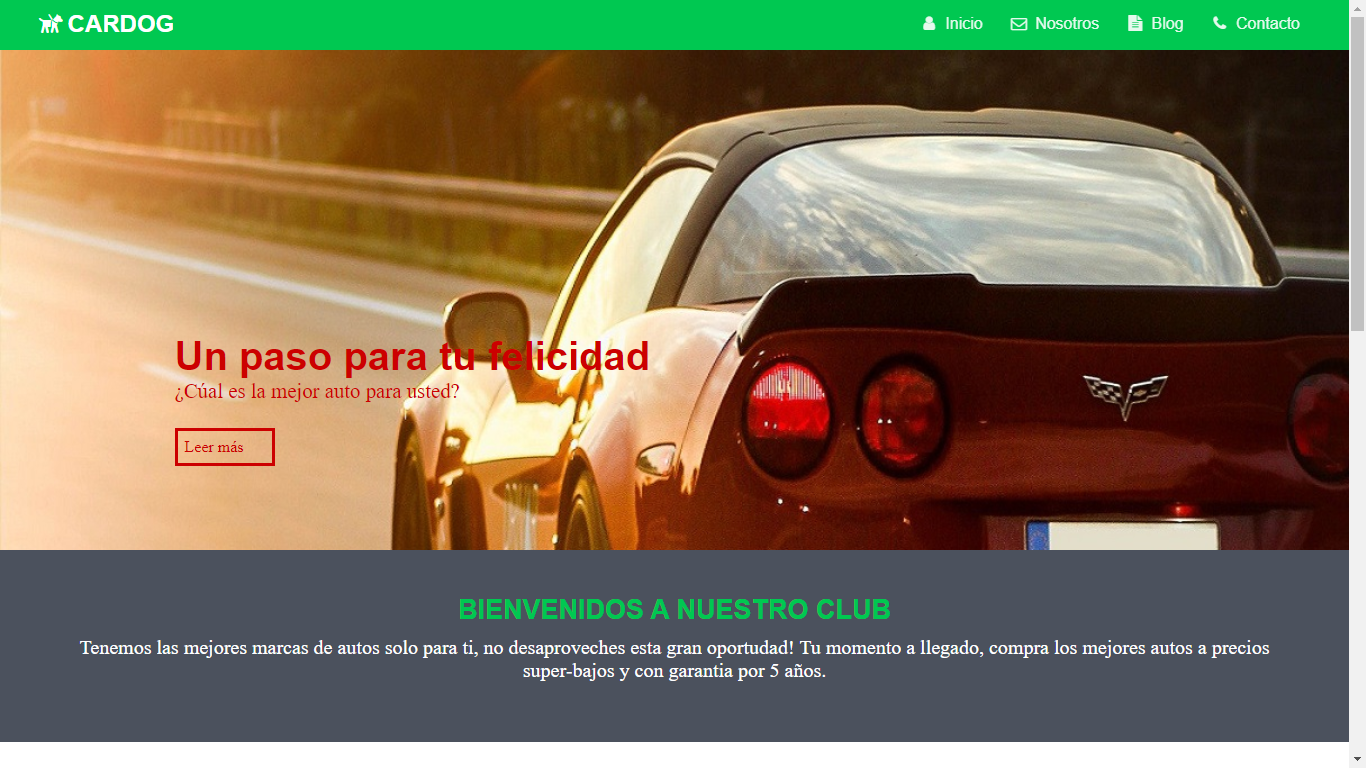 CARDOG
Inicio
Nosotros
Blog
Contacto
Un paso para tu felicidad
¿Cúal es la mejor auto para usted?
Leer más
BIENVENIDOS A NUESTRO CLUB
Tenemos las mejores marcas de autos solo para ti, no desaproveches esta gran oportudad! Tu momento a llegado, compra los mejores autos a precios
super-bajos y con garantia por 5 años.